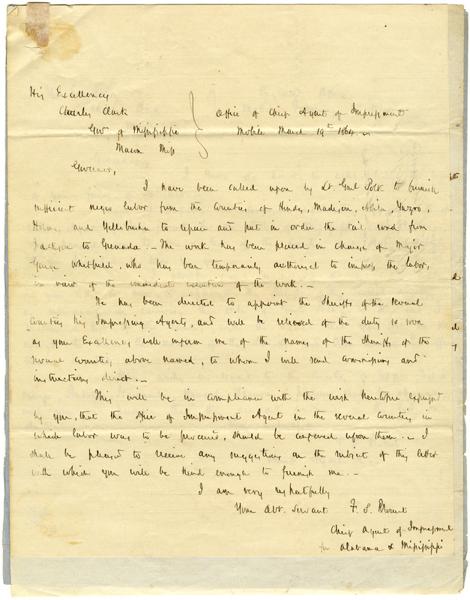 His Excellency
Charles Clark
Gov of Mississippi
Macon Miss
Office of Chief Agent of Impressment
Mobile March 19th 1864
Governor,
I have been called upon by Lt. Genl Polk to furnish
sufficient negro labor from the Counties of Hinds, Madison, Yazoo,
Holmes and Yallobusha to repair and put in order the rail road from
Jackson to Grenada. - The work has been placed in charge of Major
George Whitfield, who has been temporarily authorised to impress the labor,
in view of the immediate execution of the work. -
He has been directed to appoint the Sheriffs of the several
Counties his Impressing Agents, and will be relieved of the duty so soon
as your Excellency will inform me of the names of the Sheriffs of the
several Counties above named, to whom I will send commissions and
instructions direct. -
This will be in compliance with the wish heretofore expressed
by you, that the office of Impressment Agent in the several Counties in
which labor was to be procured, should be conferred upon them. - I
shall be pleased to receive any suggestions on the subject of this letter
with which you will be kind enough to furnish me. -
I am very respectfully
Your Obt. Servant F. S. Blount
Chief Agent of Impressment
for Alabama & Mississippi